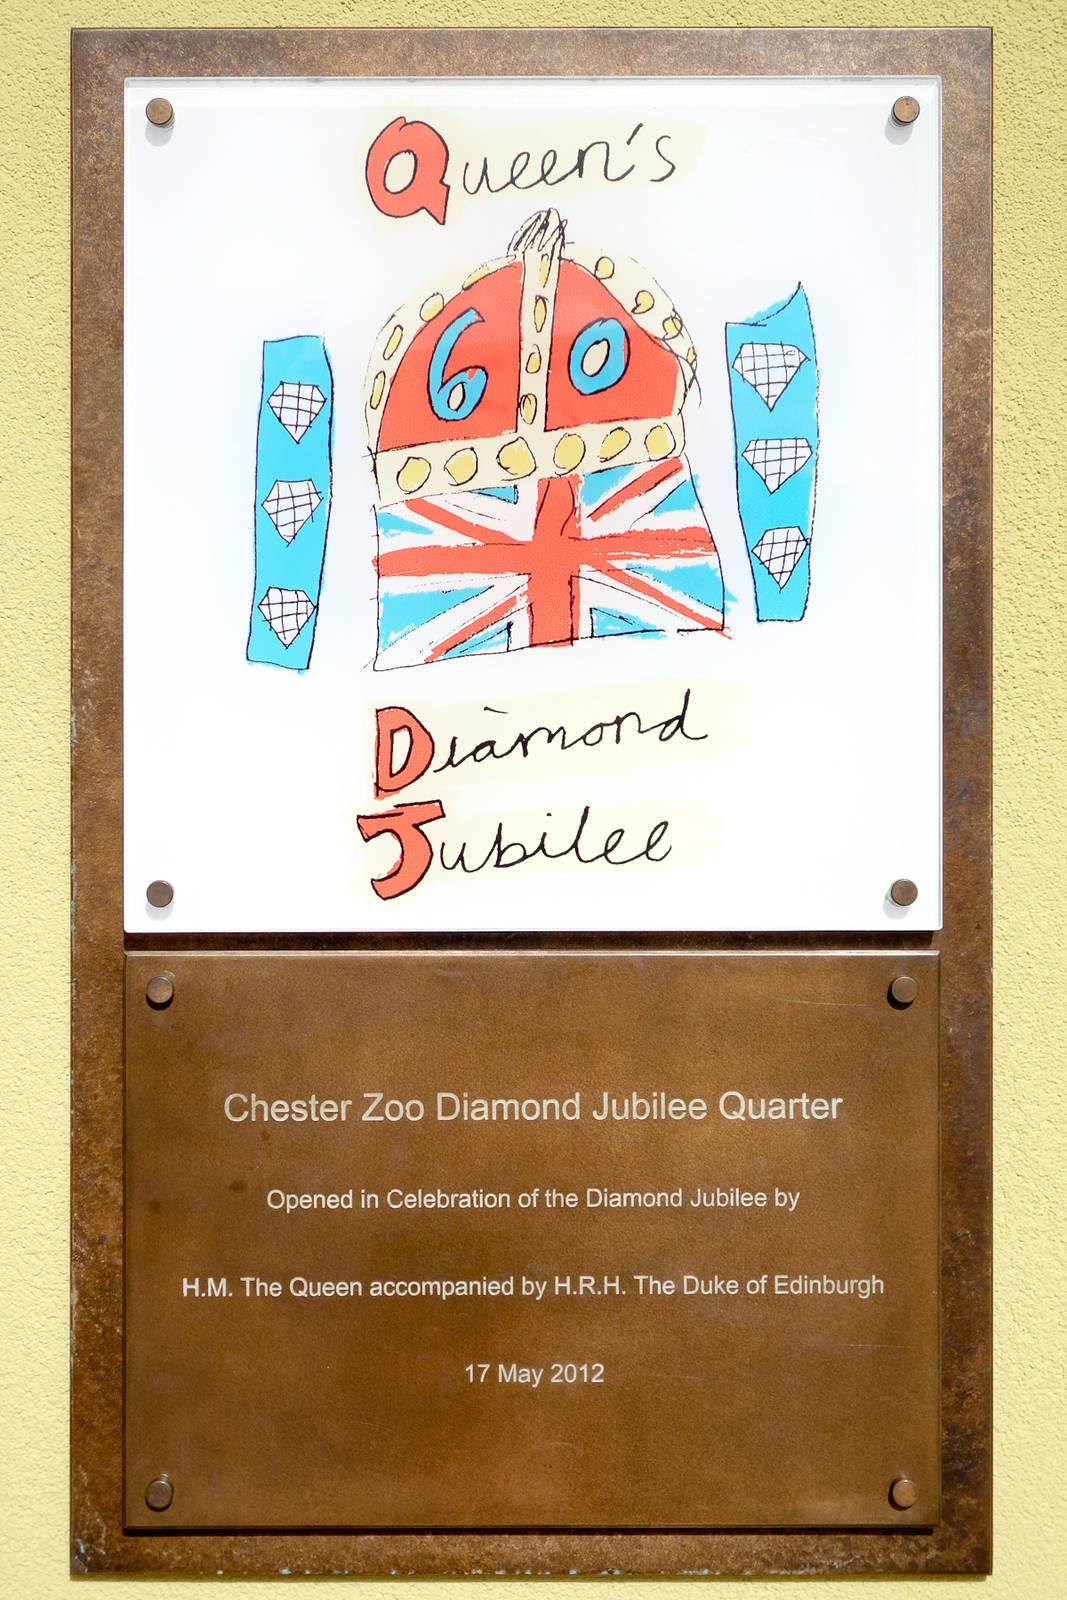 Queen's
60
Diamond
Jubilee
Chester Zoo Diamond Jubilee Quarter
Opened in Celebration of the Diamond Jubilee by
H.M. The Queen accompanied by H.R.H. The Duke of Edinburgh
17 May 2012